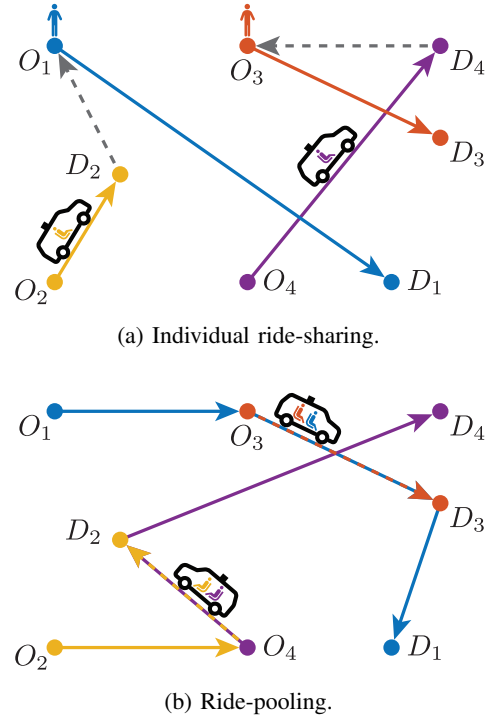 O₁
O₃
D₄
D₃
D₂
O₂
O₄
D₁
(a) Individual ride-sharing.
O₁
O₃
D₄
D₃
D₂
O₂
O₄
D₁
(b) Ride-pooling.